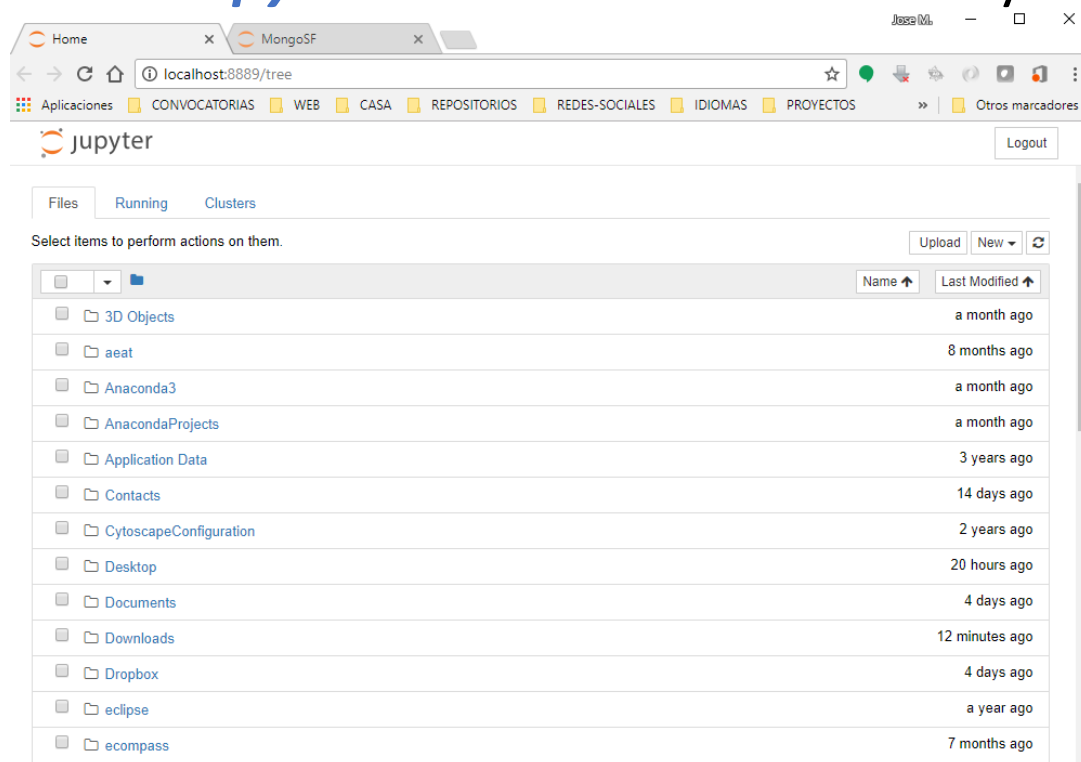 py y
Jose M.
Home MongoSF
localhost:8889/tree
Aplicaciones CONVOCATORIAS WEB CASA REPOSITORIOS REDES-SOCIALES IDIOMAS PROYECTOS » Otros marcadores
jupyter Logout
Files Running Clusters
Select items to perform actions on them. Upload New
Name Last Modified
3D Objects a month ago
aeat 8 months ago
Anaconda3 a month ago
AnacondaProjects a month ago
Application Data 3 years ago
Contacts 14 days ago
CytoscapeConfiguration 2 years ago
Desktop 20 hours ago
Documents 4 days ago
Downloads 12 minutes ago
Dropbox 4 days ago
eclipse a year ago
ecompass 7 months ago